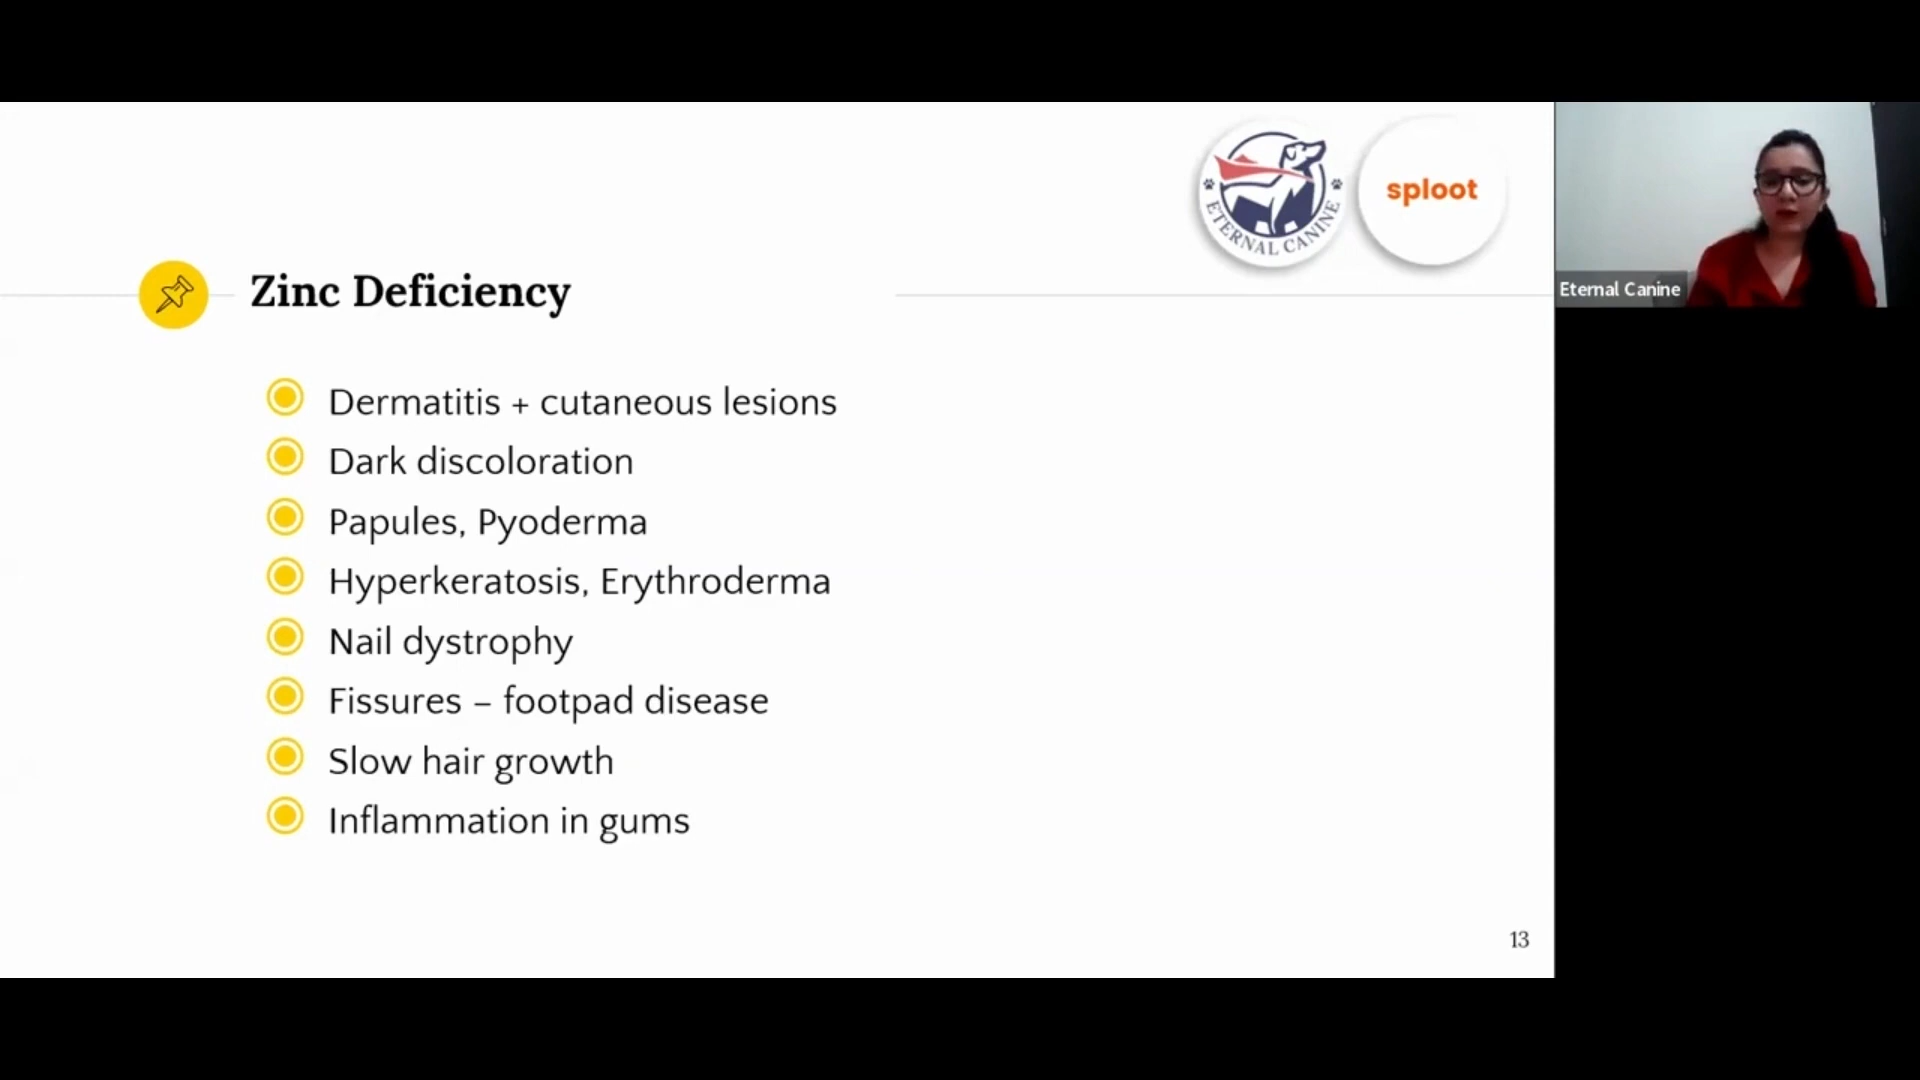 ETERNAL CANINE
sploot
Zinc Deficiency
Eternal Canine
Dermatitis + cutaneous lesions
Dark discoloration
Papules, Pyoderma
Hyperkeratosis, Erythroderma
Nail dystrophy
Fissures – footpad disease
Slow hair growth
Inflammation in gums
13